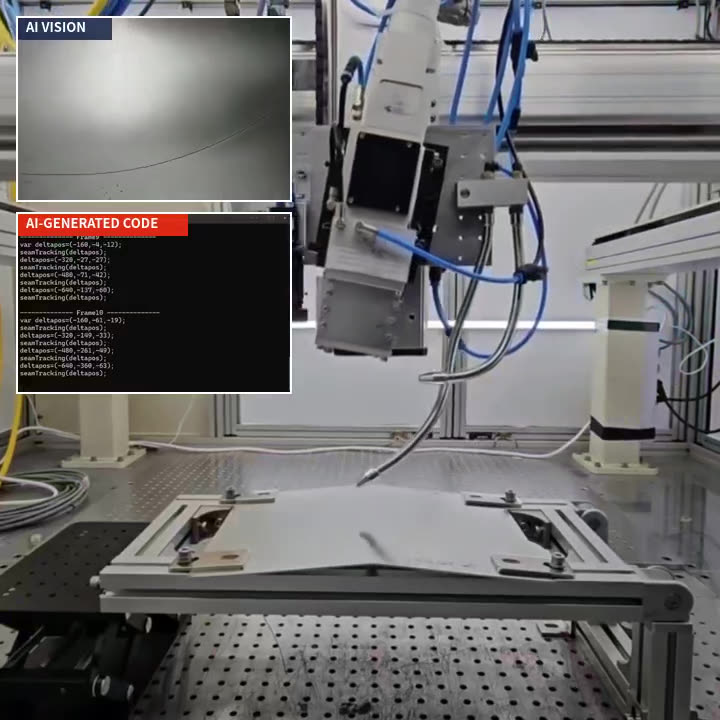 AI VISION
AI-GENERATED CODE
-------------- Frame9 --------------
var deltapos=(-160,-4,-12);
seamTracking(deltapos);
deltapos=(-320,-27,-27);
seamTracking(deltapos);
deltapos=(-480,-71,-42);
seamTracking(deltapos);
deltapos=(-640,-137,-60);
seamTracking(deltapos);
-------------- Frame10 --------------
var deltapos=(-160,-61,-19);
seamTracking(deltapos);
deltapos=(-320,-149,-33);
seamTracking(deltapos);
deltapos=(-480,-261,-49);
seamTracking(deltapos);
deltapos=(-640,-360,-63);
seamTracking(deltapos);